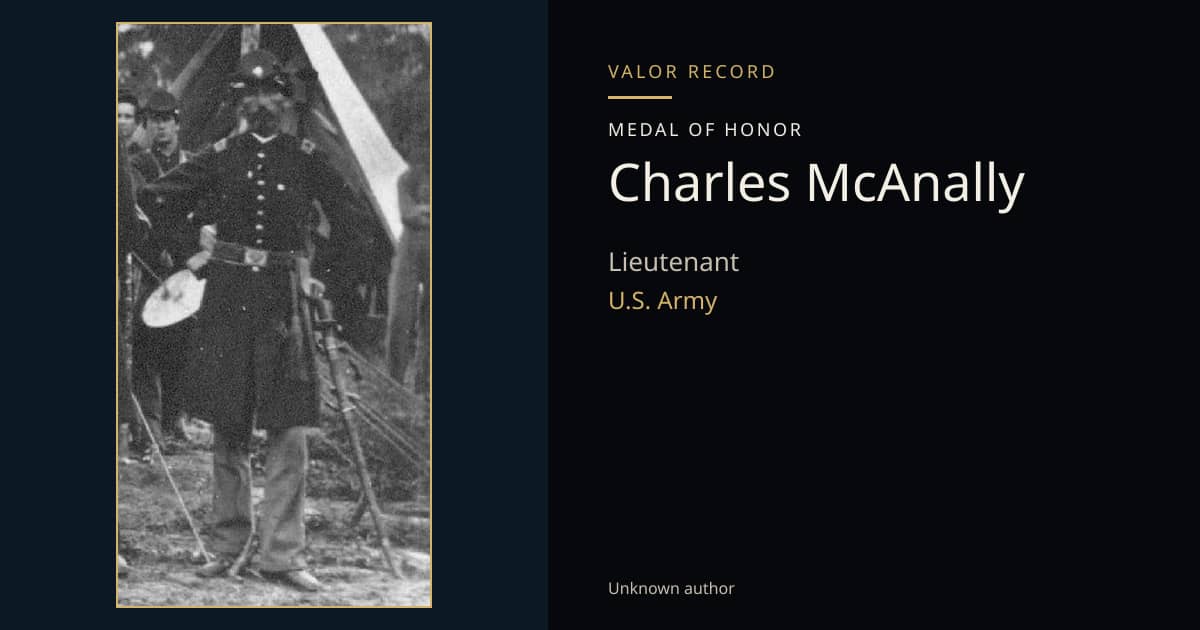 VALOR RECORD
MEDAL OF HONOR
Charles McAnally
Lieutenant
U.S. Army
Unknown author